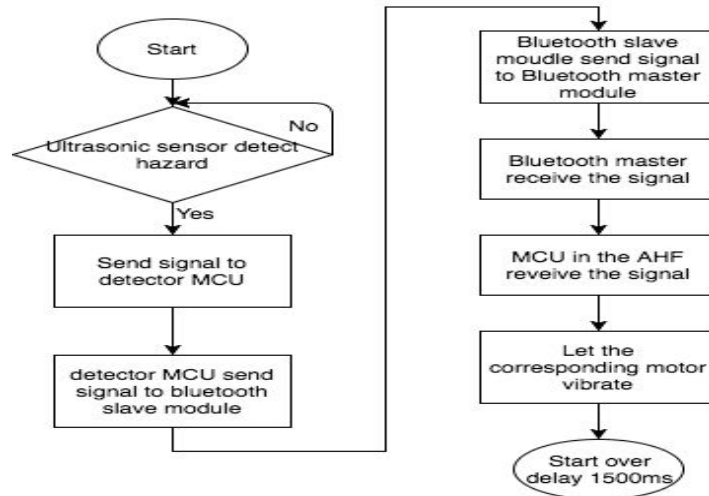 Start
No
Ultrasonic sensor detect
hazard
Yes
Send signal to
detector MCU
detector MCU send
signal to bluetooth
slave module
Bluetooth slave
moudle send signal
to Bluetooth master
module
Bluetooth master
receive the signal
MCU in the AHF
reveive the signal
Let the
corresponding motor
vibrate
Start over
delay 1500ms